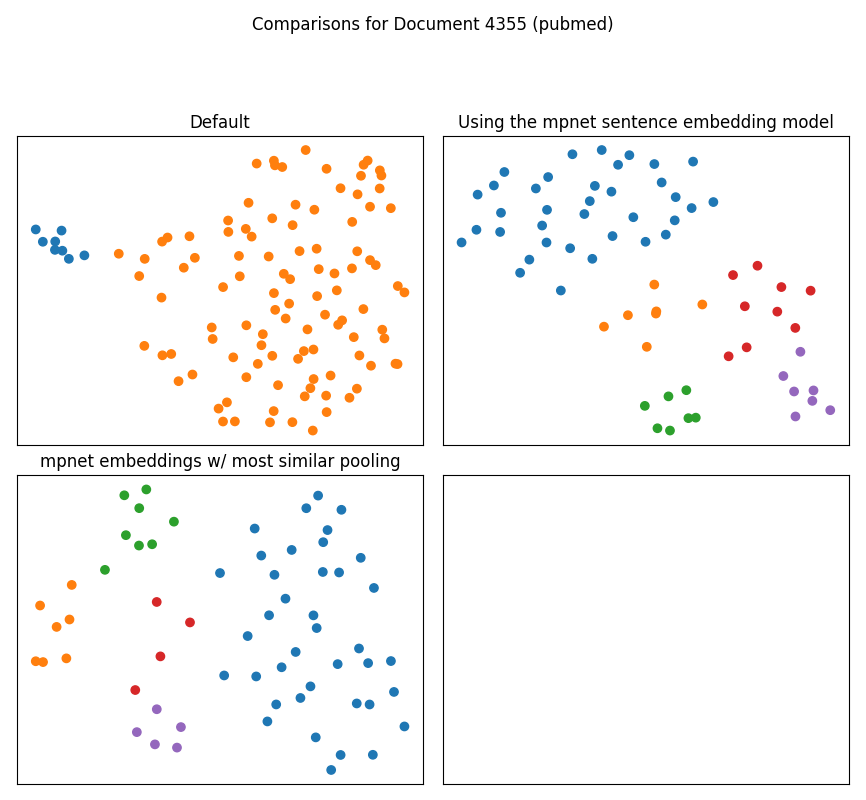 Comparisons for Document 4355 (pubmed)
Default
Using the mpnet sentence embedding model
mpnet embeddings w/ most similar pooling